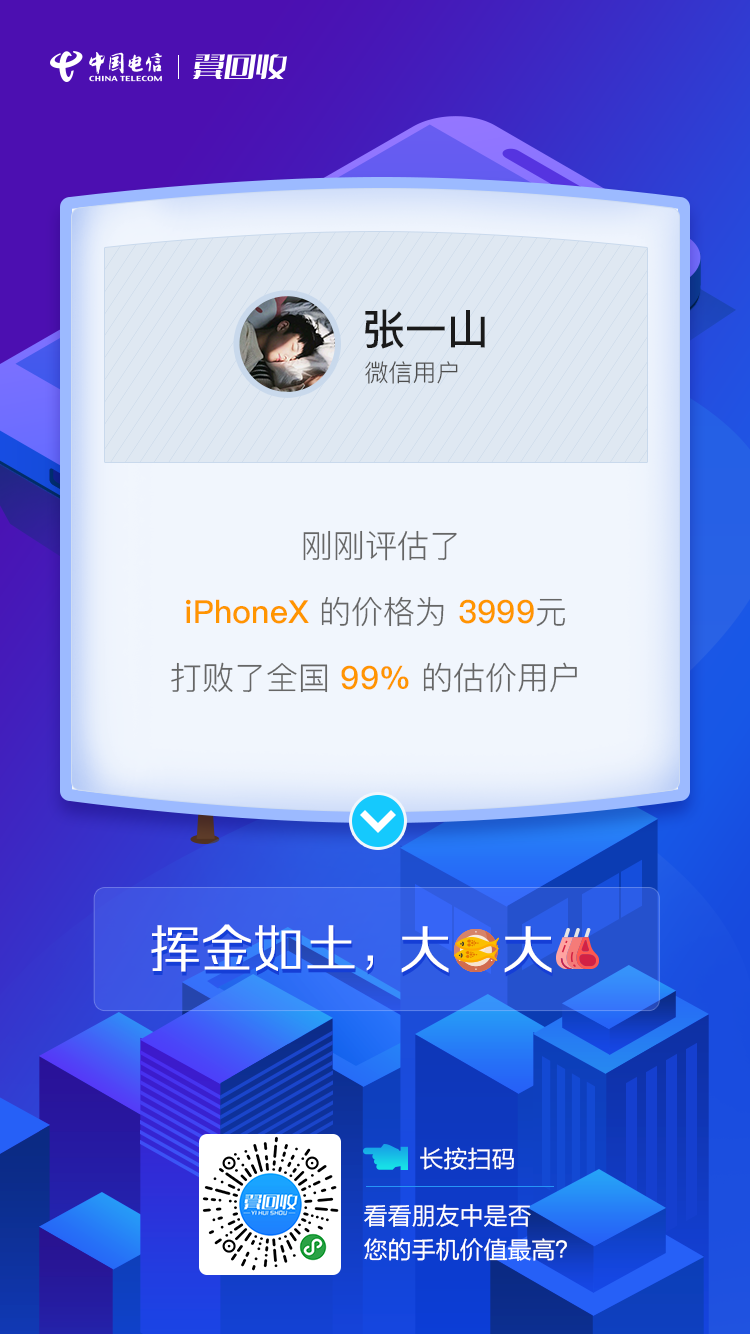 中国电信
CHINA TELECOM
翼回收
张一山
微信用户
刚刚评估了
iPhoneX 的价格为 3999元
打败了全国 99% 的估价用户
挥金如土，大🐟大🥩
长按扫码
翼回收
YI HUI SHOU
看看朋友中是否
您的手机价值最高?